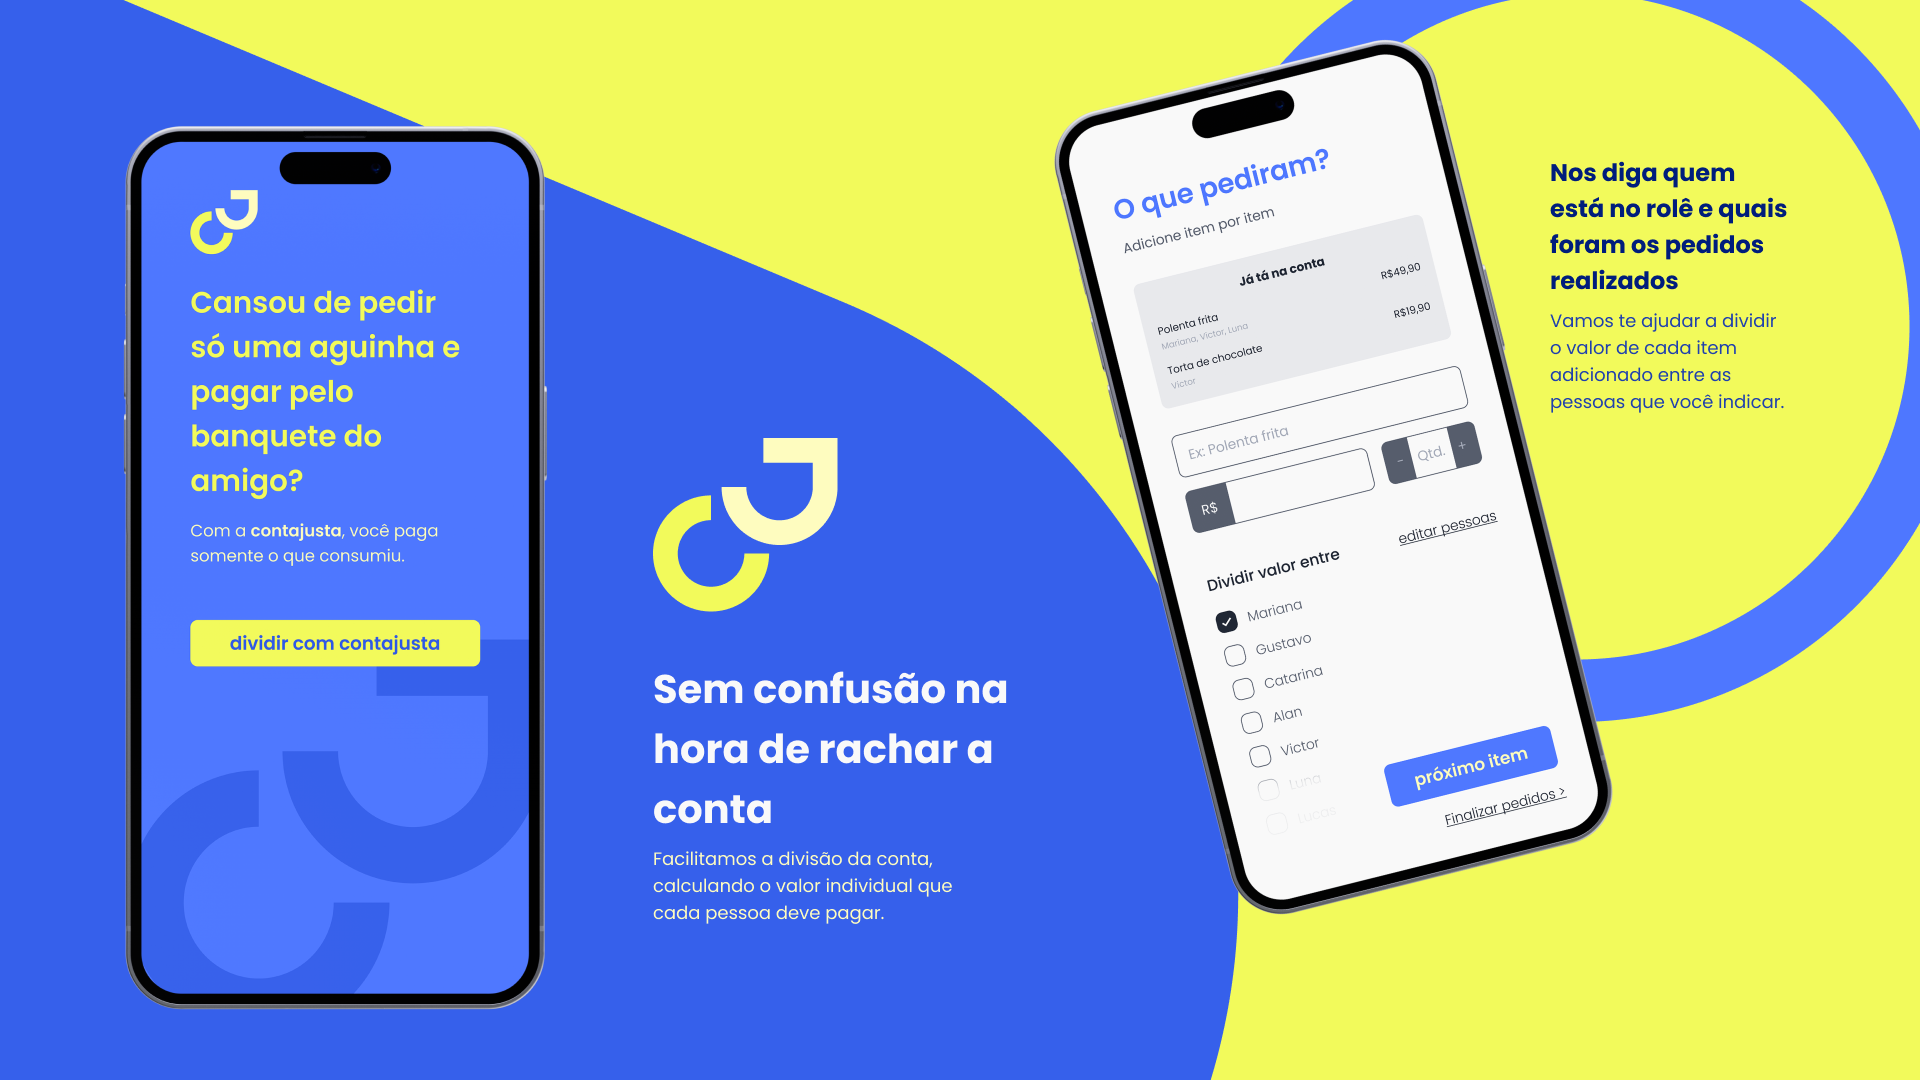 Cansou de pedir
só uma aguinha e
pagar pelo
banquete do
amigo?
Com a contajusta, você paga
somente o que consumiu.
dividir com contajusta
Sem confusão na
hora de rachar a
conta
Facilitamos a divisão da conta,
calculando o valor individual que
cada pessoa deve pagar.
O que pediram?
Adicione item por item
Já tá na conta
Polenta frita R$49,90
Mariana, Victor, Luna
Torta de chocolate R$19,90
Victor
Ex: Polenta frita
R$
- Qtd. +
editar pessoas
Dividir valor entre
Mariana
Gustavo
Catarina
Alan
Victor
Luna
Lucas
próximo item
Finalizar pedidos >
Nos diga quem
está no rolê e quais
foram os pedidos
realizados
Vamos te ajudar a dividir
o valor de cada item
adicionado entre as
pessoas que você indicar.